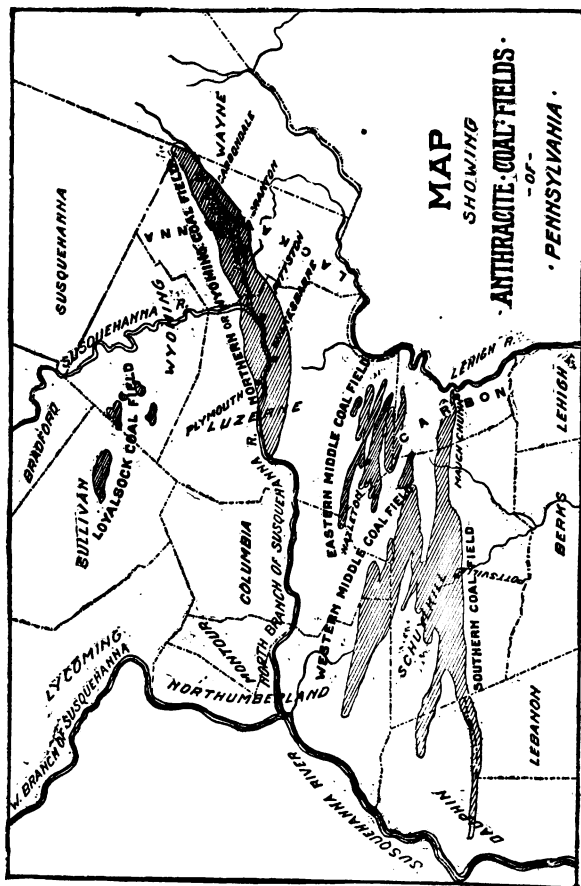 MAP
SHOWING
ANTHRACITE COAL FIELDS
-OF-
·PENNSYLVANIA·
W. BRANCH OF SUSQUEHANNA
LYCOMING
BRADFORD
SUSQUEHANNA
SUSQUEHANNA R.
SULLIVAN
LOYALSOCK COAL FIELD
WYOMING
WAYNE
CARBONDALE
SCRANTON
LACKAWANNA
NORTHERN OR WYOMING COAL FIELD
PITTSTON
WILKESBARRE
PLYMOUTH
LUZERNE
COLUMBIA
MONTOUR
NORTH BRANCH OF SUSQUEHANNA R.
NORTHUMBERLAND
EASTERN MIDDLE COAL FIELD
HAZLETON
WESTERN MIDDLE COAL FIELD
CARBON
MAUCH CHUNK
LEHIGH R.
SUSQUEHANNA RIVER
SCHUYLKILL
SOUTHERN COAL FIELD
POTTSVILLE
DAUPHIN
LEBANON
BERKS
LEHIGH